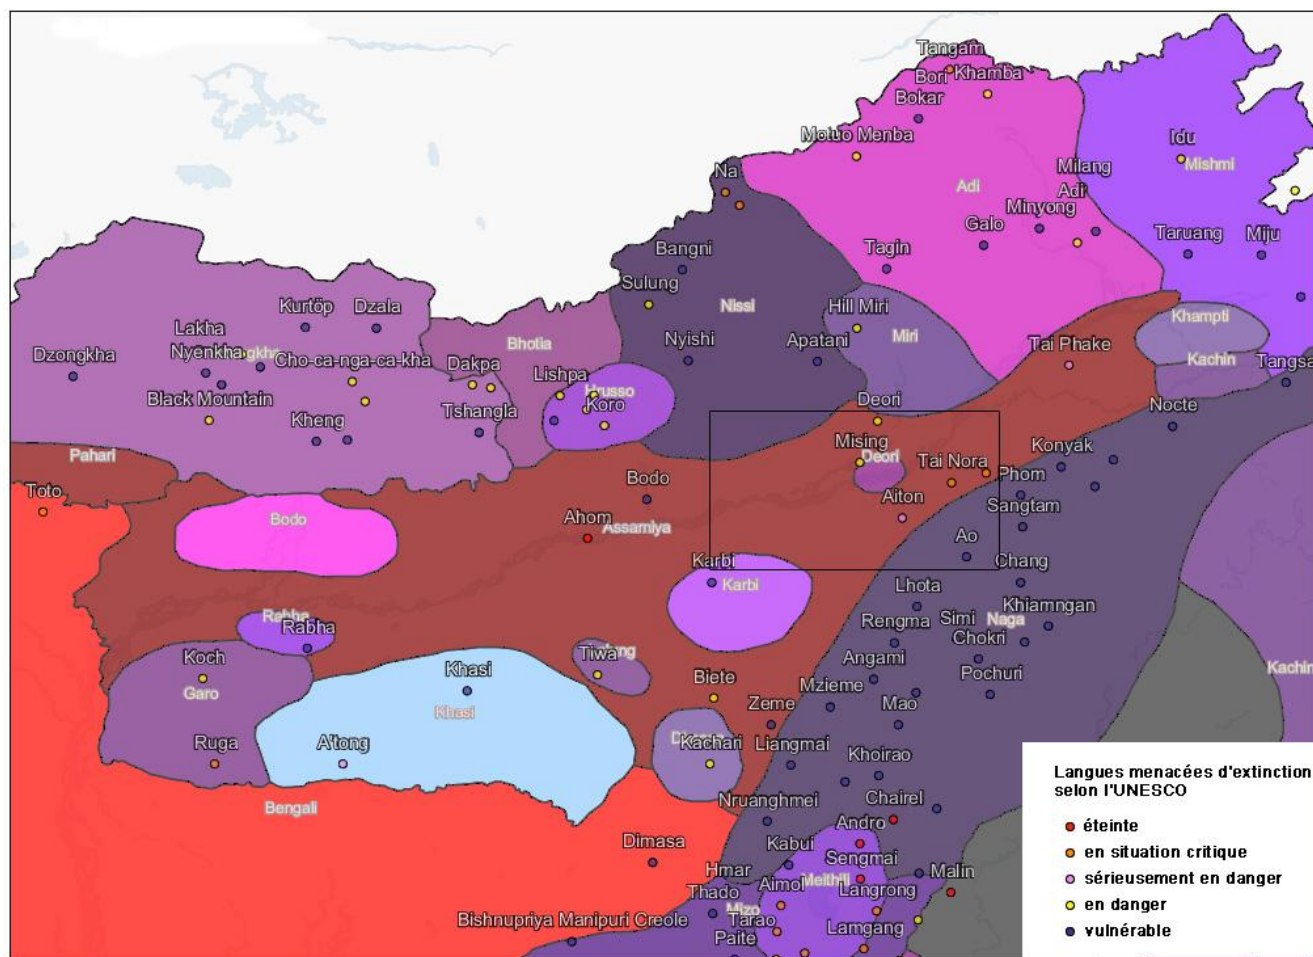 Tangam
Bori
Khamba
Bokar
Motuo Menba
Idu
Mishmi
Na
Adi
Milang
Adi
Minyong
Galo
Bangni
Tagin
Taruang
Miju
Sulung
Nissi
Hill Miri
Miri
Khampti
Kurtöp
Dzala
Lakha
Nyenkha
Dzongkha
Cho-ca-nga-ca-kha
Bhotia
Dakpa
Lishpa
Hrusso
Koro
Nyishi
Apatani
Tai Phake
Kachin
Tangsa
Black Mountain
Kheng
Tshangla
Deori
Nocte
Pahari
Mising
Deori
Tai Nora
Konyak
Phom
Toto
Bodo
Bodo
Aiton
Sangtam
Ahom
Assamiya
Ao
Karbi
Karbi
Chang
Lhota
Khiamngan
Rabha
Rabha
Rengma
Simi
Naga
Chokri
Koch
Garo
Khasi
Khasi
Tiwa
Angami
Pochuri
Kachin
Biete
Mzieme
Zeme
Mao
Ruga
A'tong
Kachari
Liangmai
Khoirao
Bengali
Nruanghmei
Chairel
Andro
Dimasa
Kabui
Sengmai
Meithili
Malin
Hmar
Thado
Aimol
Langrong
Mizo
Tarao
Lamgang
Bishnupriya Manipuri Creole
Paite
Langues menacées d'extinction
selon l'UNESCO
éteinte
en situation critique
sérieusement en danger
en danger
vulnérable